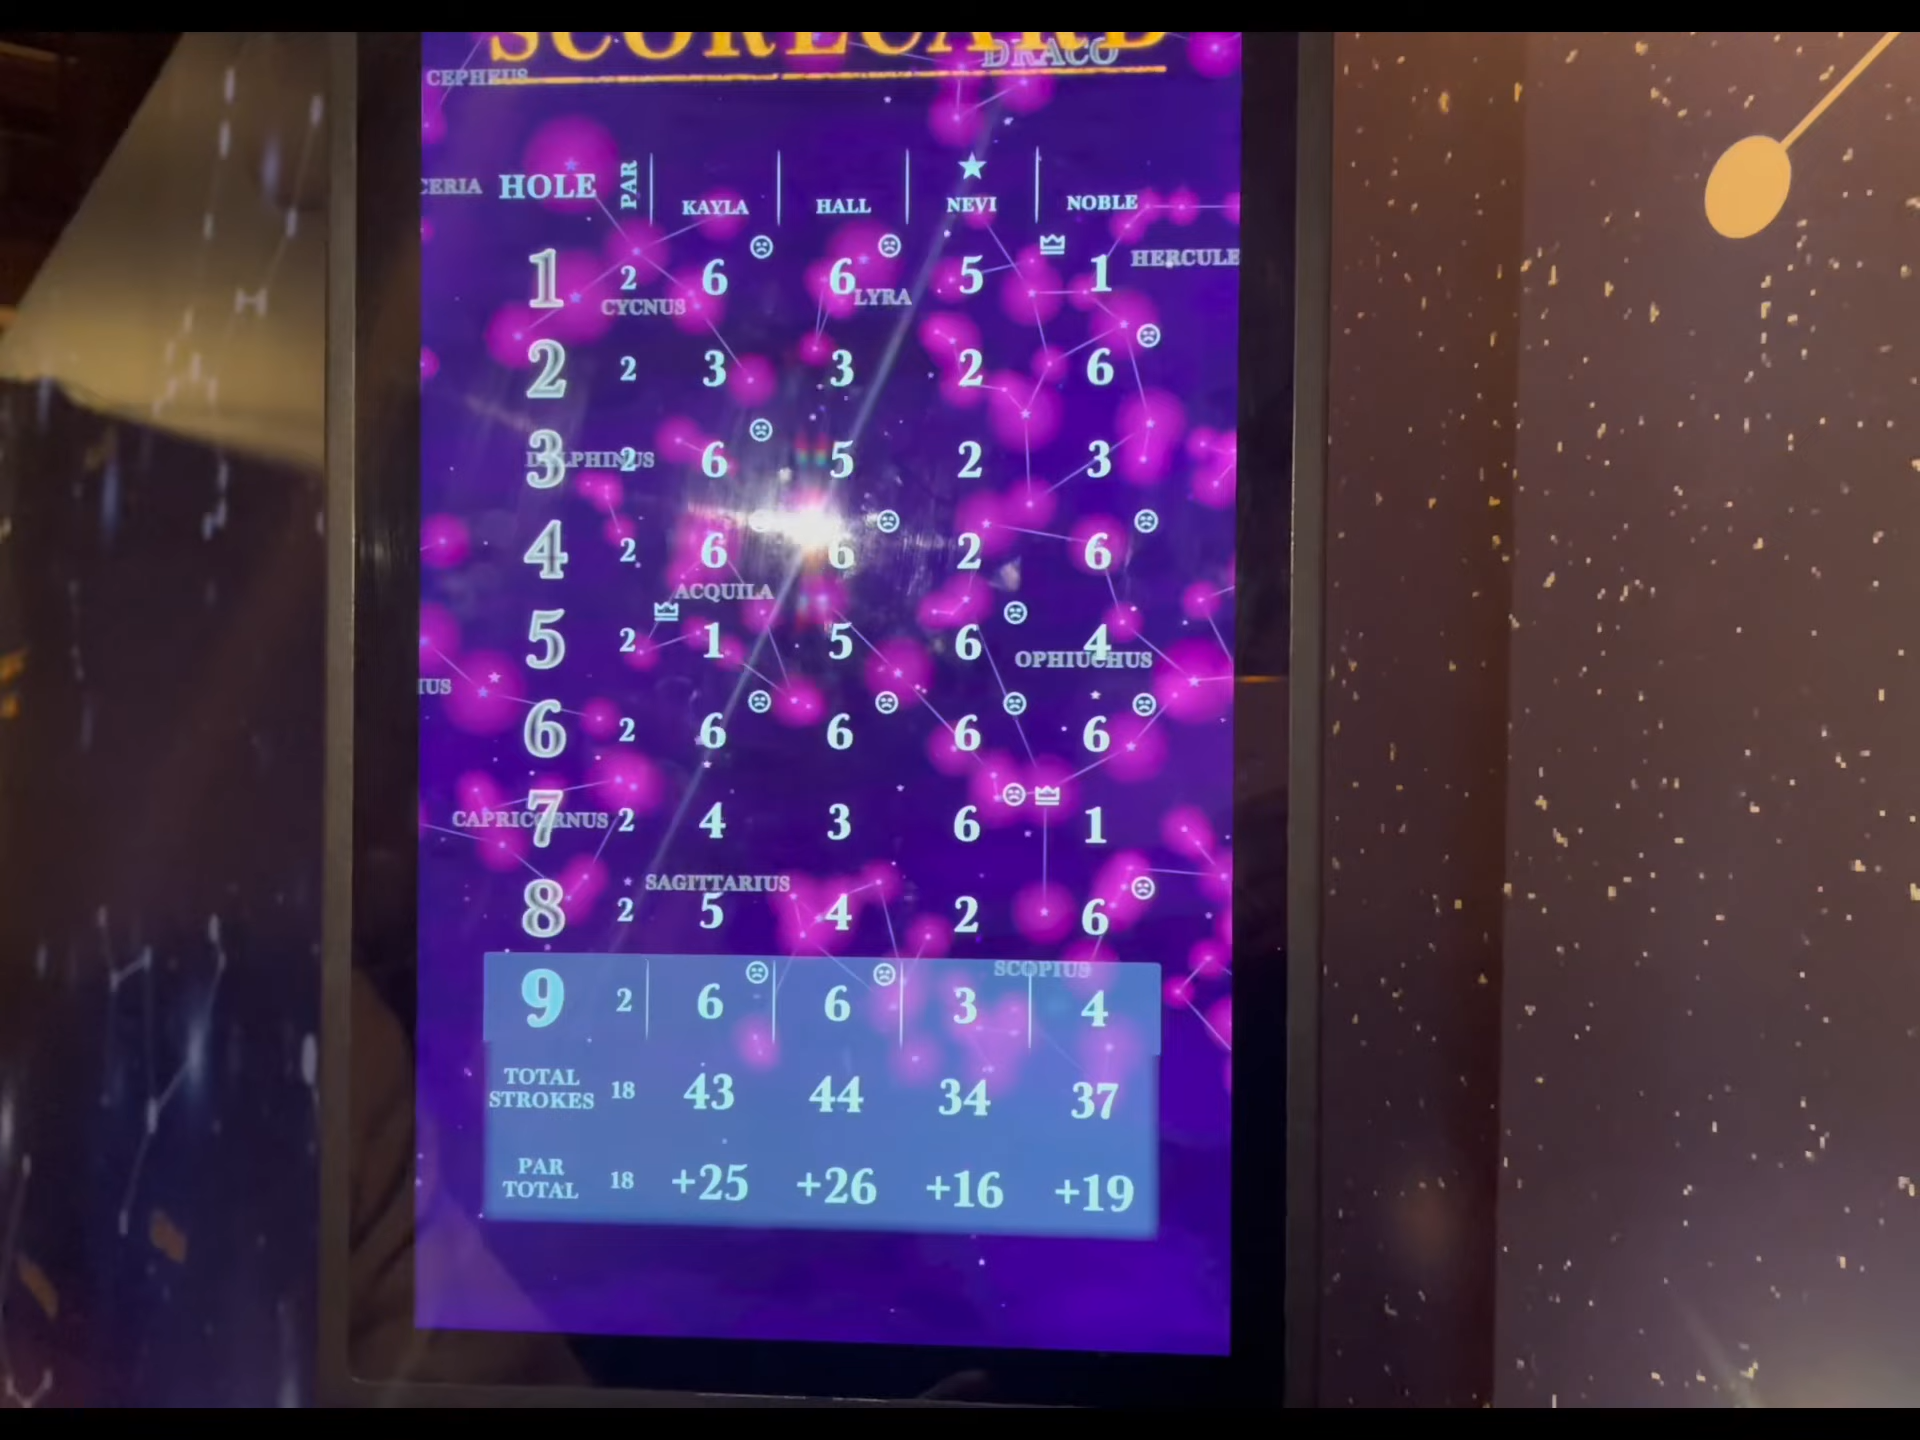 SCORECARD
DRACO
CEPHEUS
HOLE PAR KAYLA HALL NEVI NOBLE
CERIA
HERCULE
1 2 6 6 5 1
CYCNUS LYRA
2 2 3 3 2 6
3 2 6 5 2 3
DELPHINUS
4 2 6 6 2 6
ACQUILA
5 2 1 5 6 4
OPHIUCHUS
IUS
6 2 6 6 6 6
7 2 4 3 6 1
CAPRICORNUS
SAGITTARIUS
8 2 5 4 2 6
SCOPIUS
9 2 6 6 3 4
TOTAL
STROKES 18 43 44 34 37
PAR
TOTAL 18 +25 +26 +16 +19